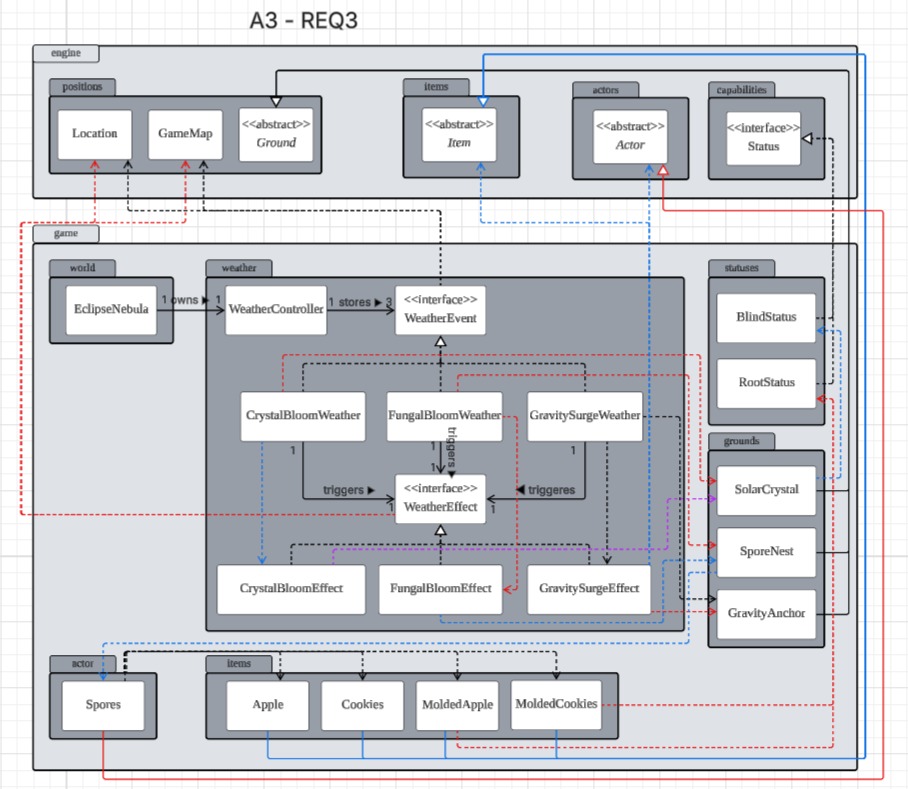 A3 - REQ3
engine
positions
items
actors
capabilities
Location
GameMap
<<abstract>>
Ground
<<abstract>>
Item
<<abstract>>
Actor
<<interface>>
Status
game
world
weather
statuses
EclipseNebula
1 owns ▶ 1
WeatherController
1 stores ▶ 3
<<interface>>
WeatherEvent
BlindStatus
RootStatus
CrystalBloomWeather
FungalBloomWeather
GravitySurgeWeather
grounds
1
1
triggers ▶
1
1
triggers ▶
1
<<interface>>
WeatherEffect
◀ triggeres
1
SolarCrystal
SporeNest
GravityAnchor
CrystalBloomEffect
FungalBloomEffect
GravitySurgeEffect
actor
items
Spores
Apple
Cookies
MoldedApple
MoldedCookies